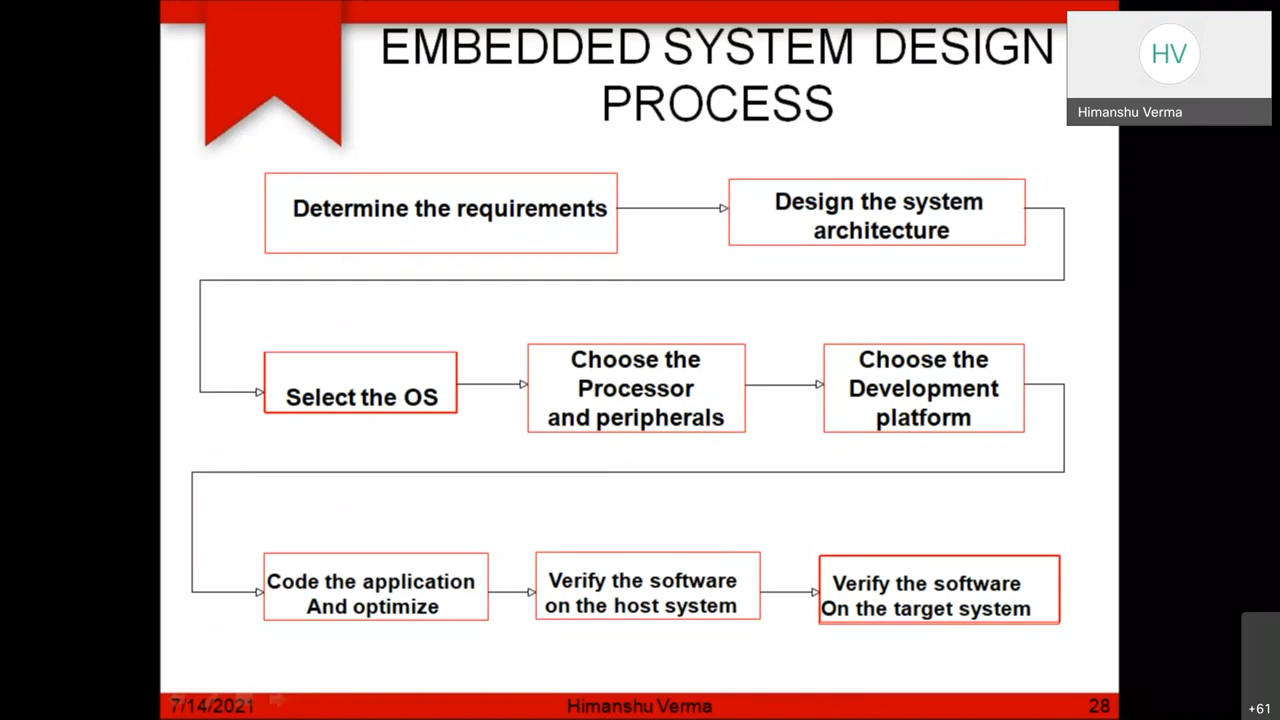 EMBEDDED SYSTEM DESIGN
PROCESS
HV
Himanshu Verma
Determine the requirements
Design the system
architecture
Select the OS
Choose the
Processor
and peripherals
Choose the
Development
platform
Code the application
And optimize
Verify the software
on the host system
Verify the software
On the target system
7/14/2021
Himanshu Verma
28
+61